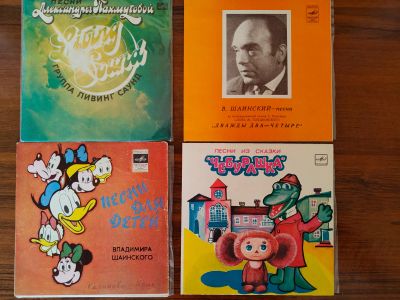 ПЕСНИ
Александры Пахмутовой
Living
Sound
ГРУППА ЛИВИНГ САУНД
В. ШАИНСКИЙ—песни
„ДВАЖДЫ ДВА—ЧЕТЫРЕ"
ПЕСНИ ДЛЯ
ДЕТЕЙ
ВЛАДИМИРА
ШАИНСКОГО
ПЕСНИ ИЗ СКАЗКИ
"ЧЕБУРАШКА"